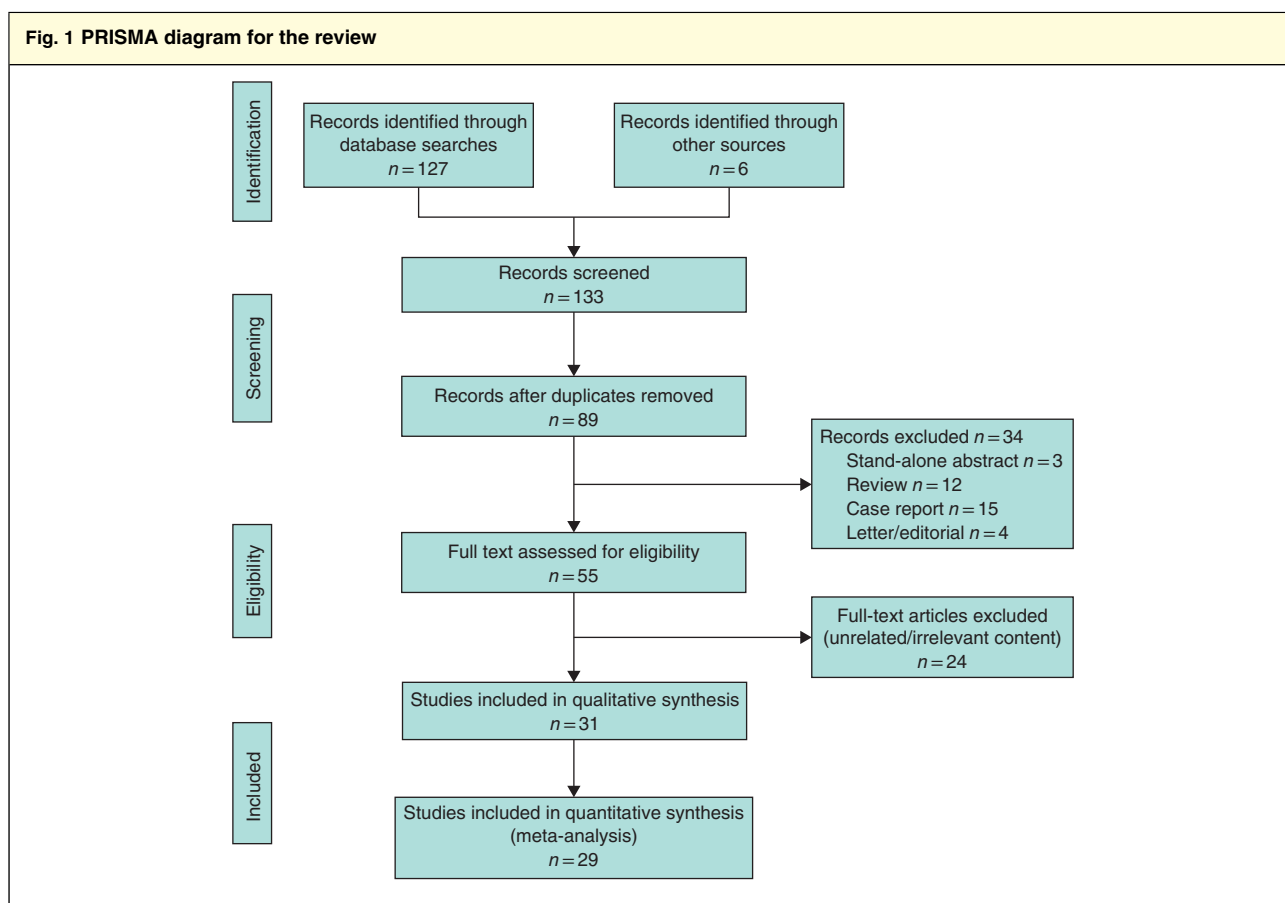 Fig. 1 PRISMA diagram for the review
Identification
Records identified through
database searches
n = 127
Records identified through
other sources
n = 6
Records screened
n = 133
Screening
Records after duplicates removed
n = 89
Records excluded n = 34
Stand-alone abstract n = 3
Review n = 12
Case report n = 15
Letter/editorial n = 4
Eligibility
Full text assessed for eligibility
n = 55
Full-text articles excluded
(unrelated/irrelevant content)
n = 24
Studies included in qualitative synthesis
n = 31
Included
Studies included in quantitative synthesis
(meta-analysis)
n = 29